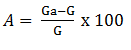 A = Ga−G/G x 100